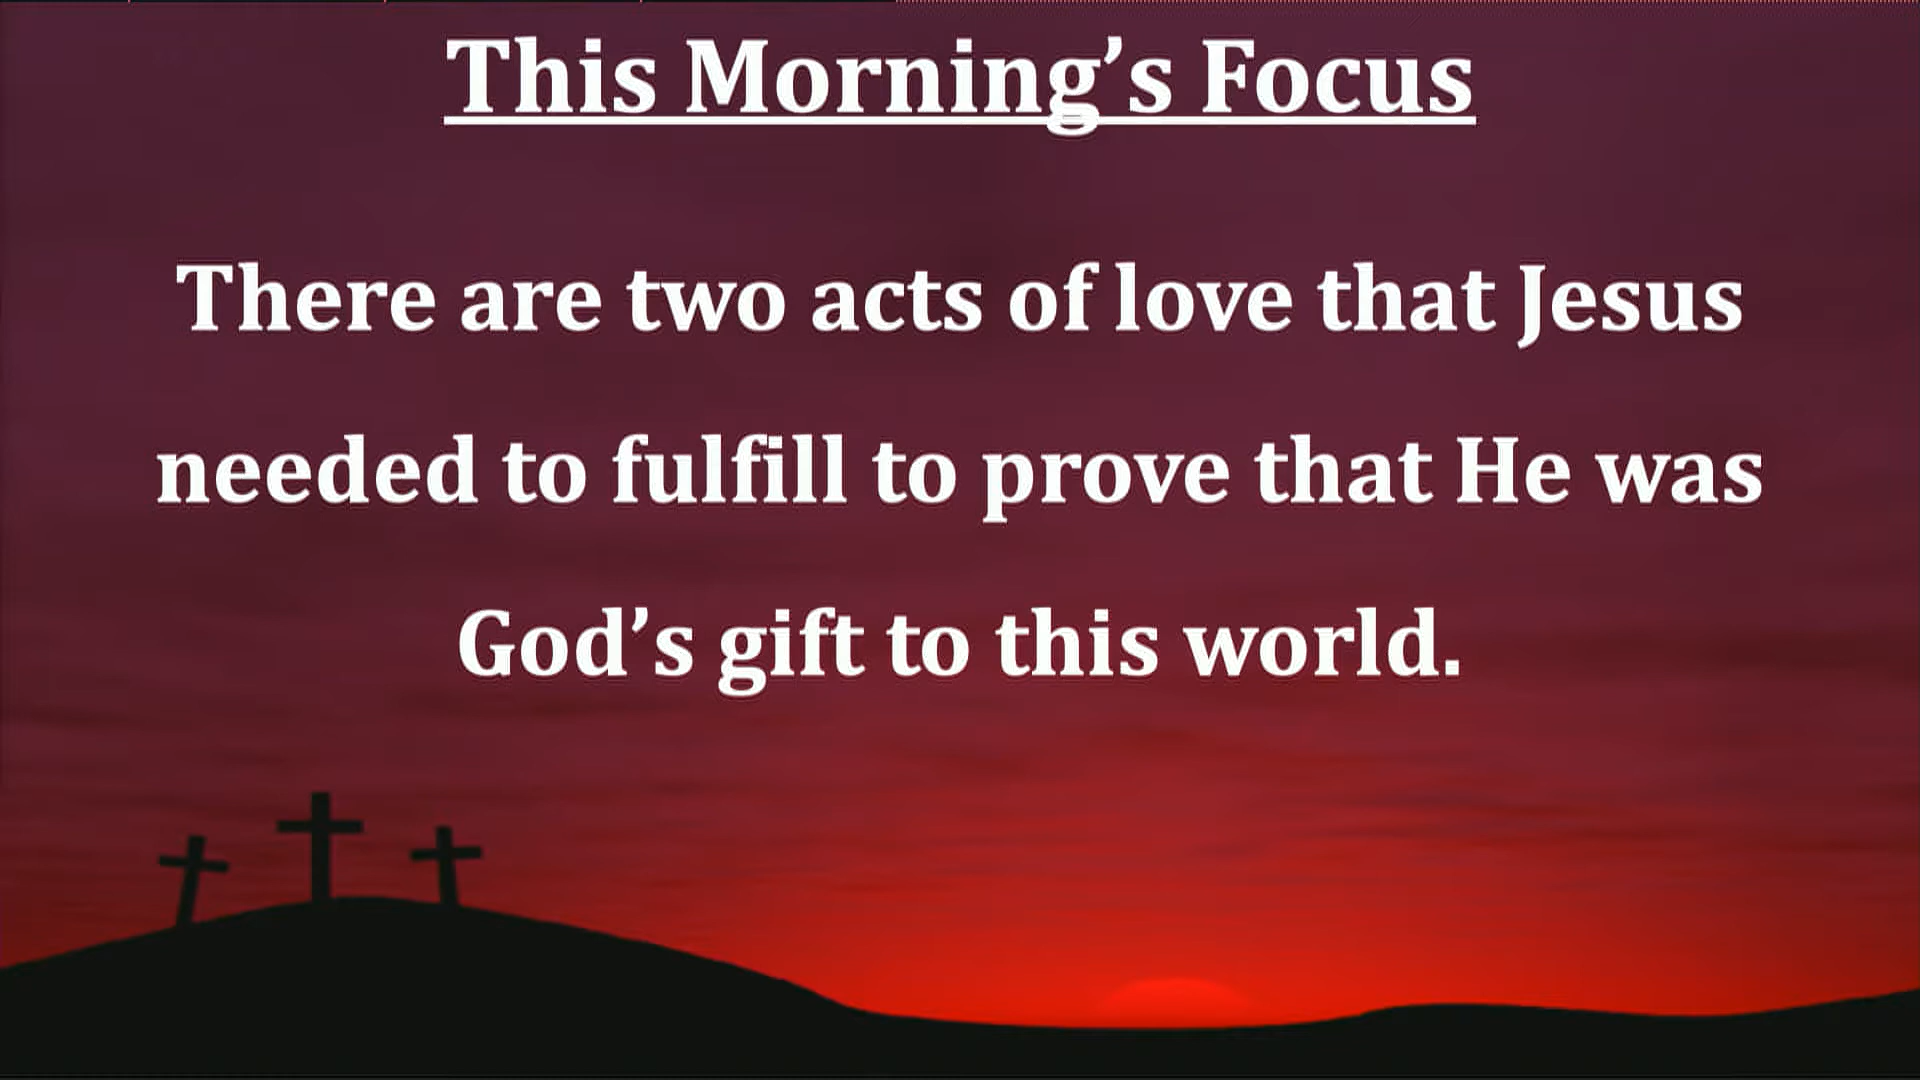 This Morning’s Focus
There are two acts of love that Jesus
needed to fulfill to prove that He was
God’s gift to this world.